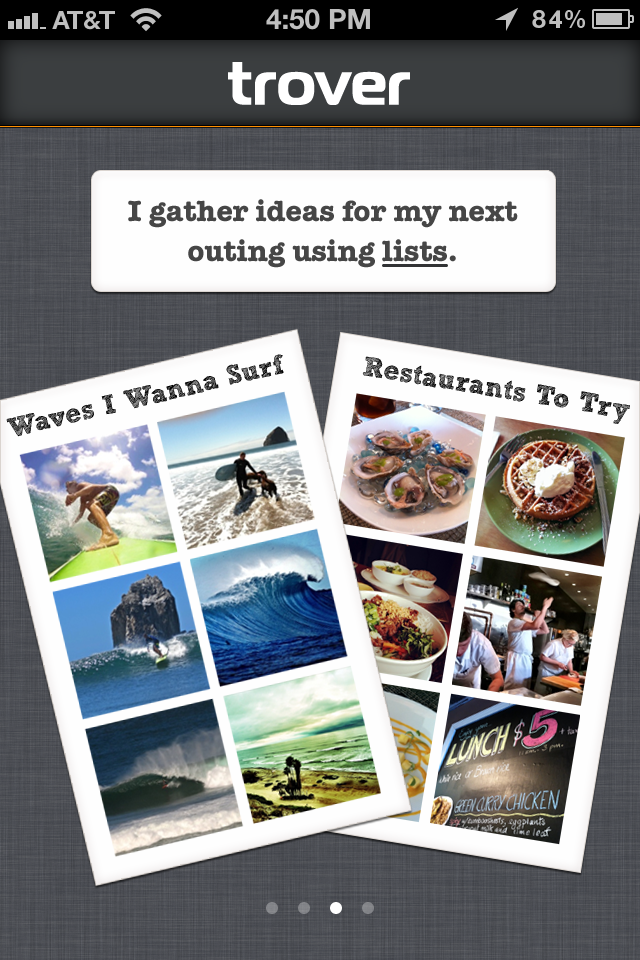 AT&T 4:50 PM 84%
trover
I gather ideas for my next
outing using lists.
Waves I Wanna Surf
Restaurants To Try
LUNCH $5
GREEN CURRY CHICKEN